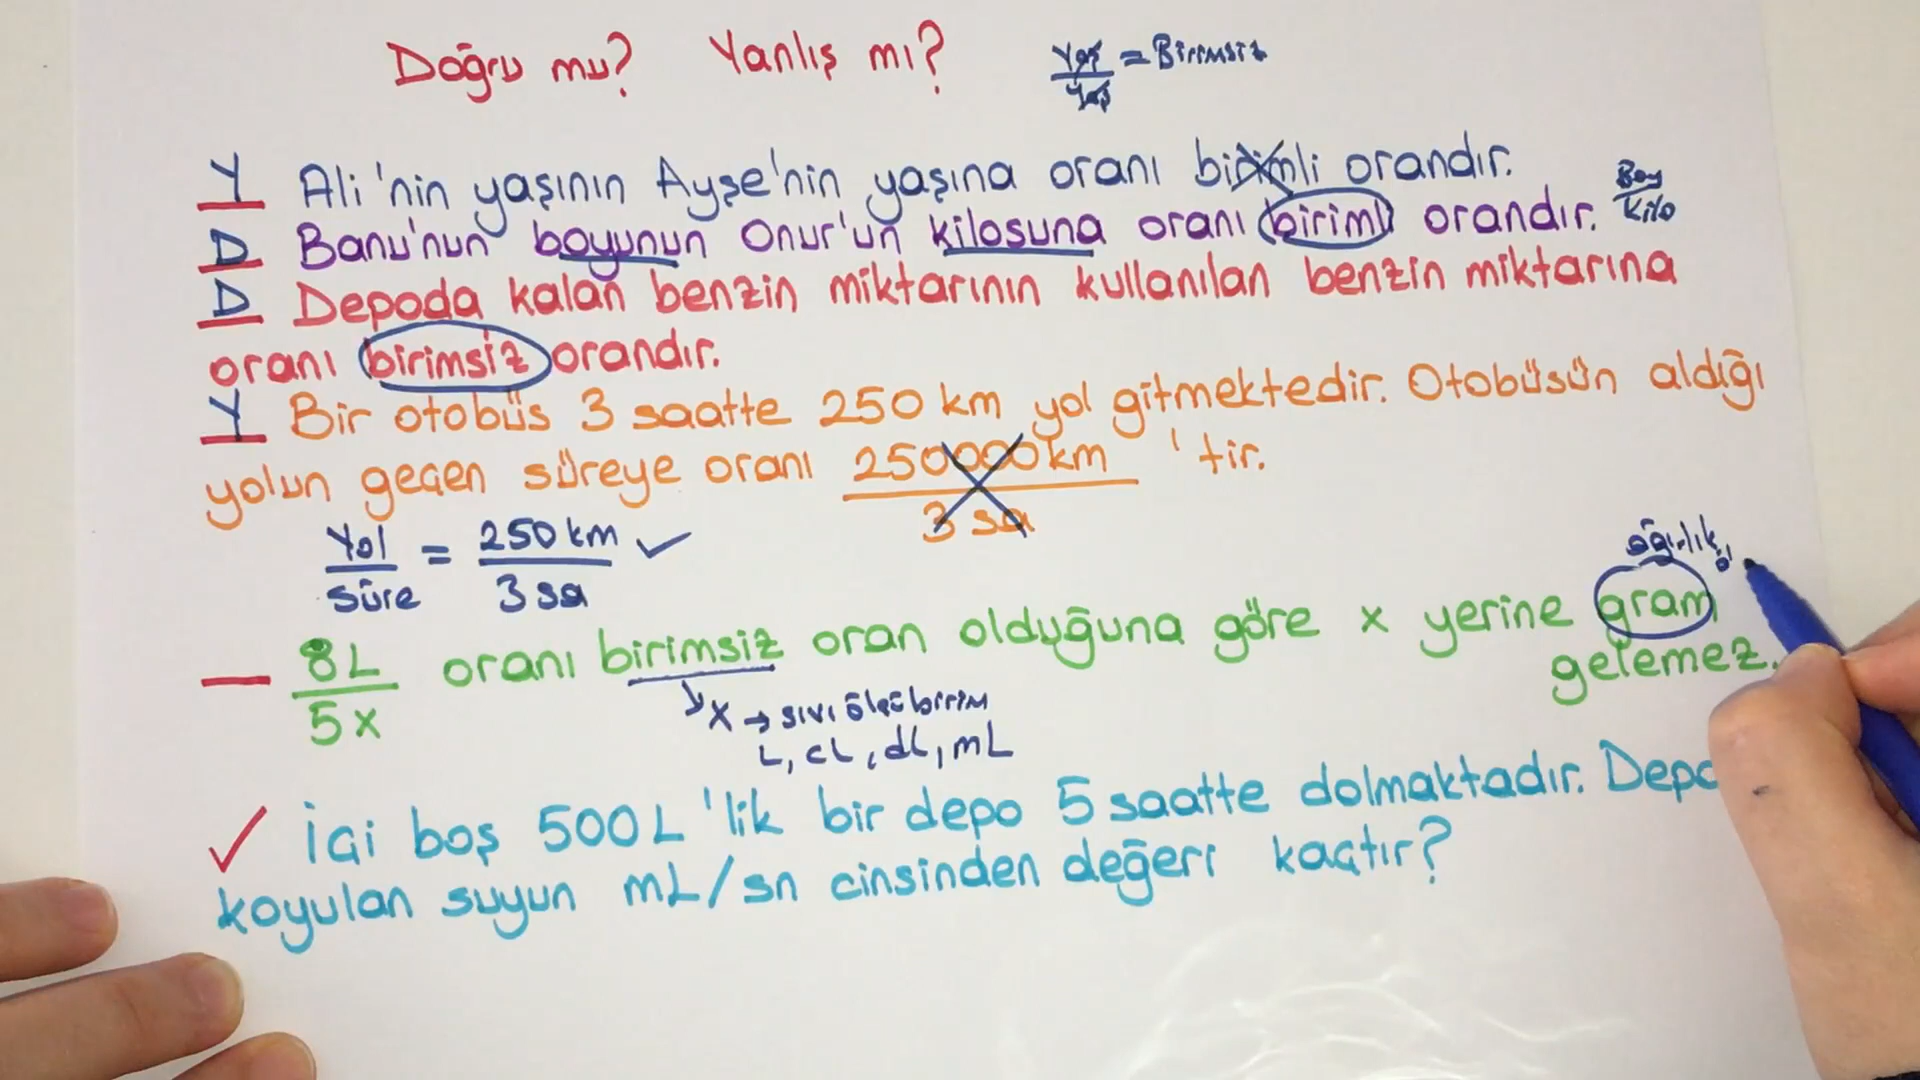 Doğru mu? Yanlış mı?
Yaş/Yaş = Birimsiz
Y Ali'nin yaşının Ayşe'nin yaşına oranı birimli orandır.
D Banu'nun boyunun Onur'un kilosuna oranı birimli orandır.
Boy/Kilo
D Depoda kalan benzin miktarının kullanılan benzin miktarına
oranı birimsiz orandır.
Y Bir otobüs 3 saatte 250 km yol gitmektedir. Otobüsün aldığı
yolun geçen süreye oranı 250000km/3 sa 'tir.
Yol/süre = 250 km/3 sa ✓
ağırlık
8L/5x oranı birimsiz oran olduğuna göre x yerine gram
gelemez.
x → sıvı ölçü birim
L, cL, dL, mL
✓ İçi boş 500L'lik bir depo 5 saatte dolmaktadır.
koyulan suyun mL/sn cinsinden değeri kaçtır?